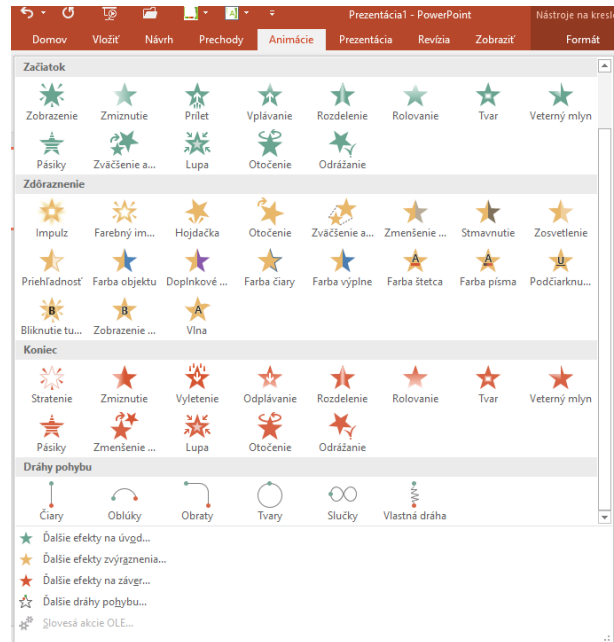 Prezentácia1 - PowerPoint
Nástroje na kresl
Domov Vložiť Návrh Prechody Animácie Prezentácia Revízia Zobraziť Formát
Začiatok
Zobrazenie Zmiznutie Prílet Vplávanie Rozdelenie Rolovanie Tvar Veterný mlyn
Pásiky Zväčšenie a... Lupa Otočenie Odrážanie
Zdôraznenie
Impulz Farebný im... Hojdačka Otočenie Zväčšenie a... Zmenšenie ... Stmavnutie Zosvetlenie
Priehľadnosť Farba objektu Doplnkové ... Farba čiary Farba výplne Farba štetca Farba písma Podčiarknu...
Bliknutie tu... Zobrazenie ... Vlna
Koniec
Stratenie Zmiznutie Vyletenie Odplávanie Rozdelenie Rolovanie Tvar Veterný mlyn
Pásiky Zmenšenie ... Lupa Otočenie Odrážanie
Dráhy pohybu
Čiary Oblúky Obraty Tvary Slučky Vlastná dráha
Ďalšie efekty na úvod...
Ďalšie efekty zvýraznenia...
Ďalšie efekty na záver...
Ďalšie dráhy pohybu...
Slovesá akcie OLE...